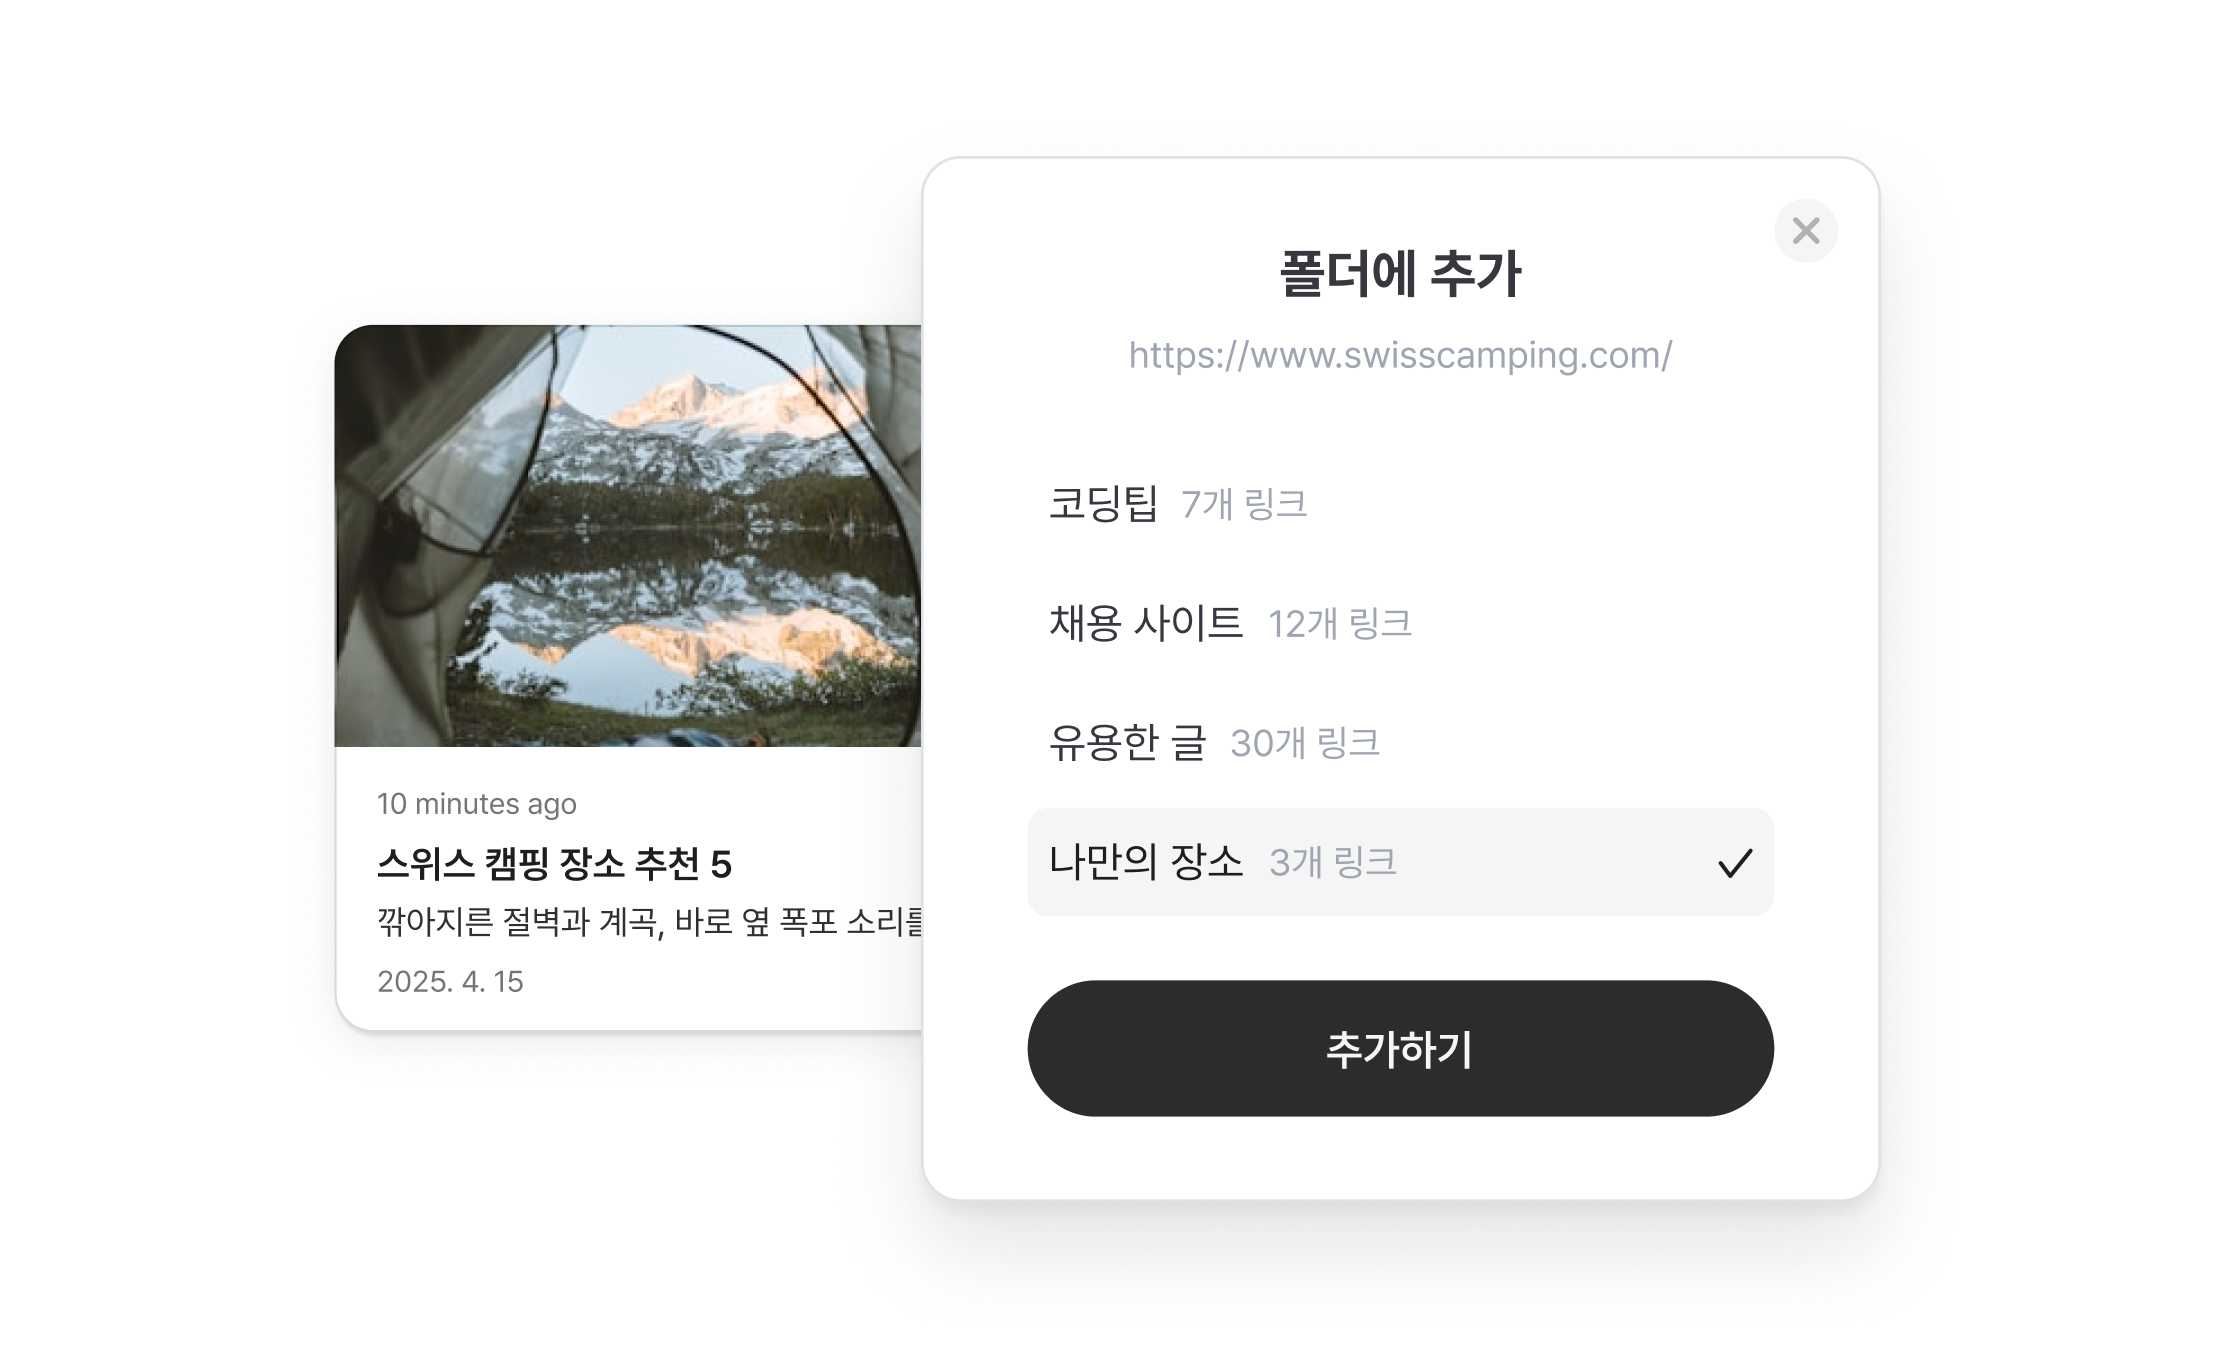 10 minutes ago
스위스 캠핑 장소 추천 5
깎아지른 절벽과 계곡, 바로 옆 폭포 소리를
2025. 4. 15
폴더에 추가
https://www.swisscamping.com/
코딩팁 7개 링크
채용 사이트 12개 링크
유용한 글 30개 링크
나만의 장소 3개 링크
추가하기